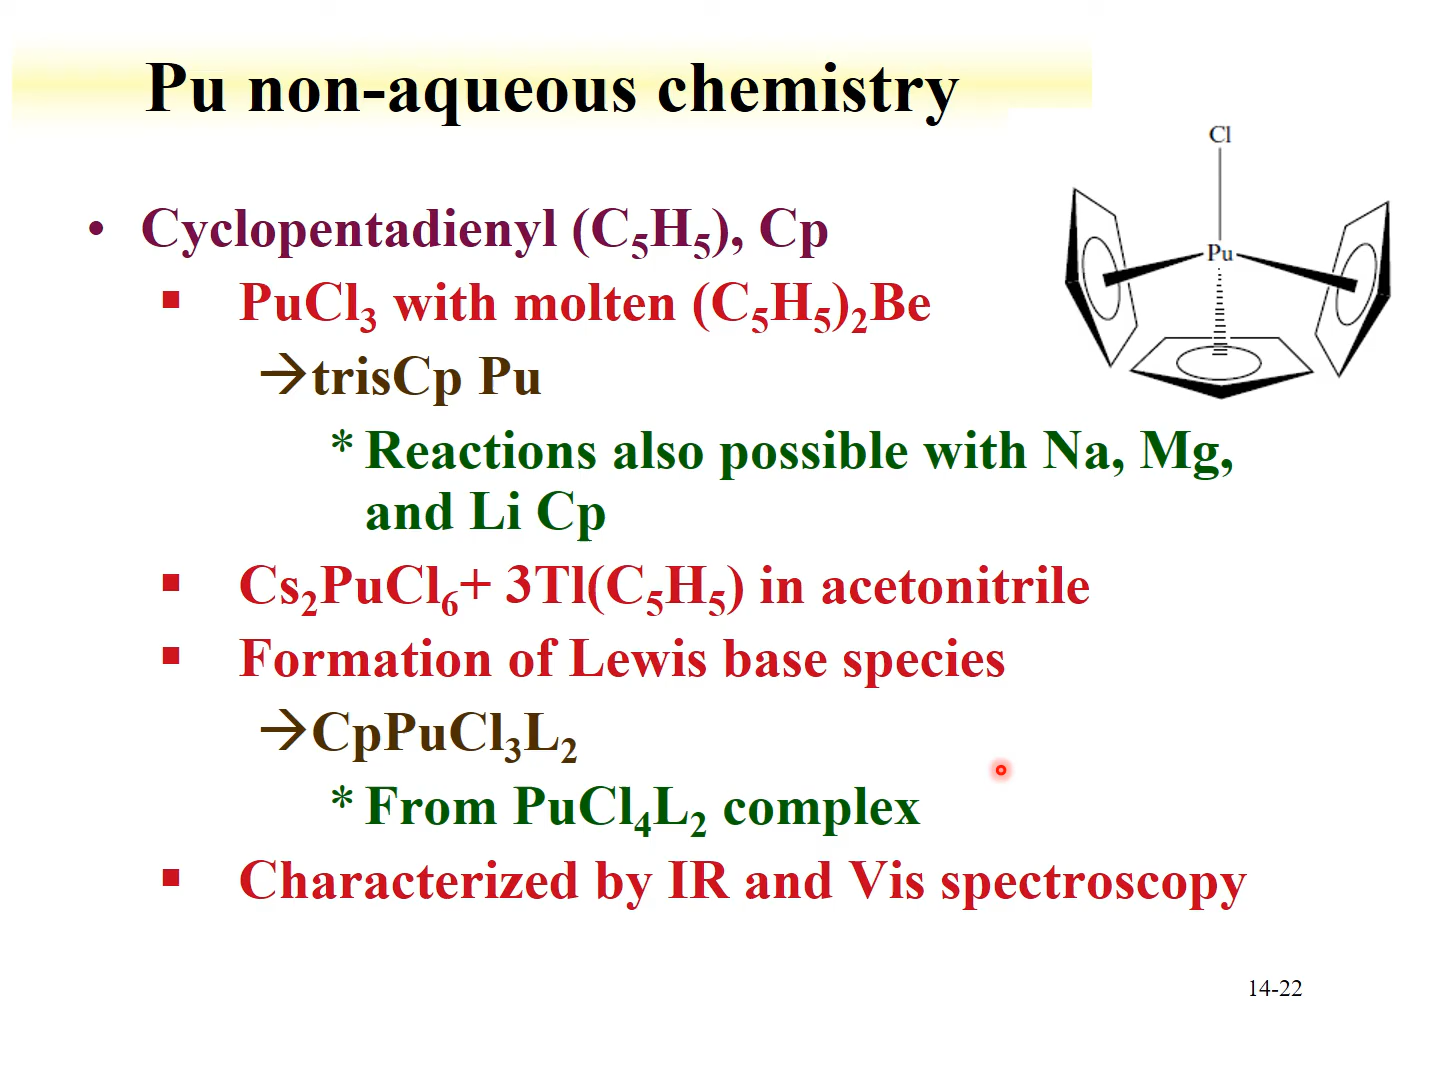 Pu non-aqueous chemistry
Cl
Pu
• Cyclopentadienyl (C₅H₅), Cp
▪ PuCl₃ with molten (C₅H₅)₂Be
→trisCp Pu
* Reactions also possible with Na, Mg,
and Li Cp
▪ Cs₂PuCl₆+ 3Tl(C₅H₅) in acetonitrile
▪ Formation of Lewis base species
→CpPuCl₃L₂
* From PuCl₄L₂ complex
▪ Characterized by IR and Vis spectroscopy
14-22